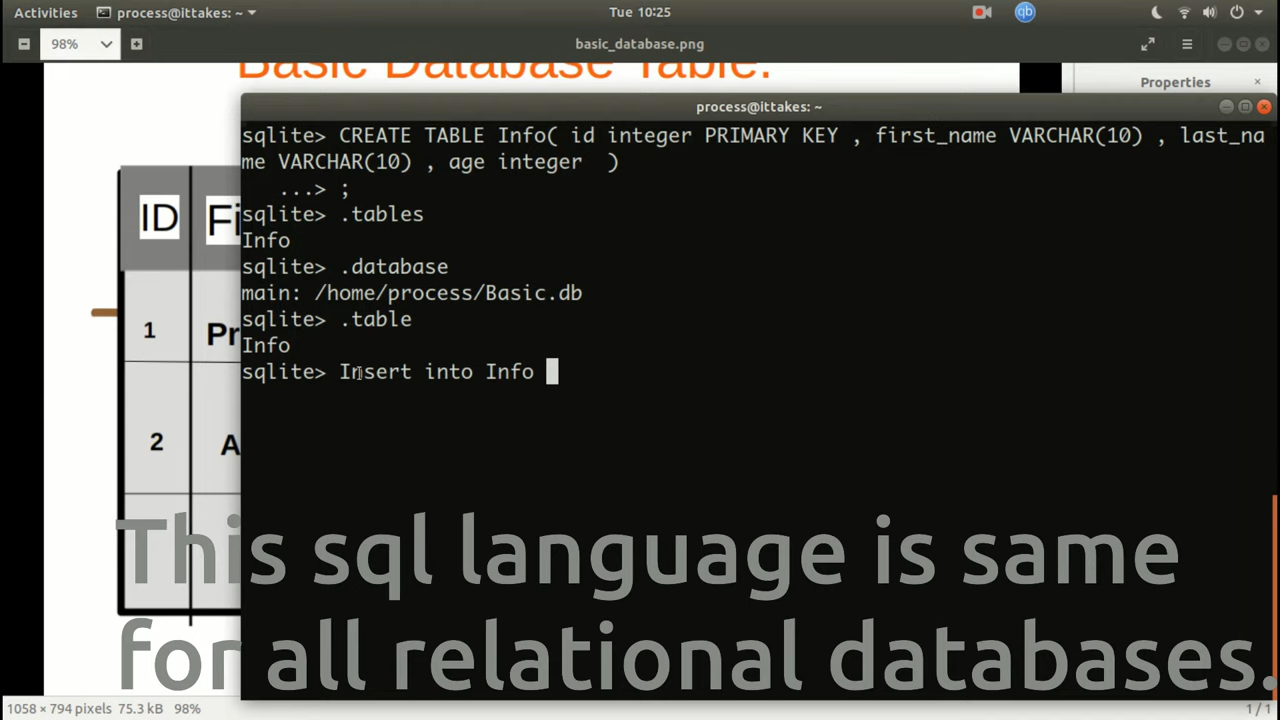 Activities process@ittakes: ~ Tue 10:25 qb
98% basic_database.png
Basic Database Table.
Properties
process@ittakes: ~
sqlite> CREATE TABLE Info( id integer PRIMARY KEY , first_name VARCHAR(10) , last_na
me VARCHAR(10) , age integer  )
   ...> ;
sqlite> .tables
Info
sqlite> .database
main: /home/process/Basic.db
sqlite> .table
Info
sqlite> Insert into Info
ID Fi
1 Pr
2 A
This sql language is same
for all relational databases.
1058 × 794 pixels 75.3 kB 98% 1 / 1